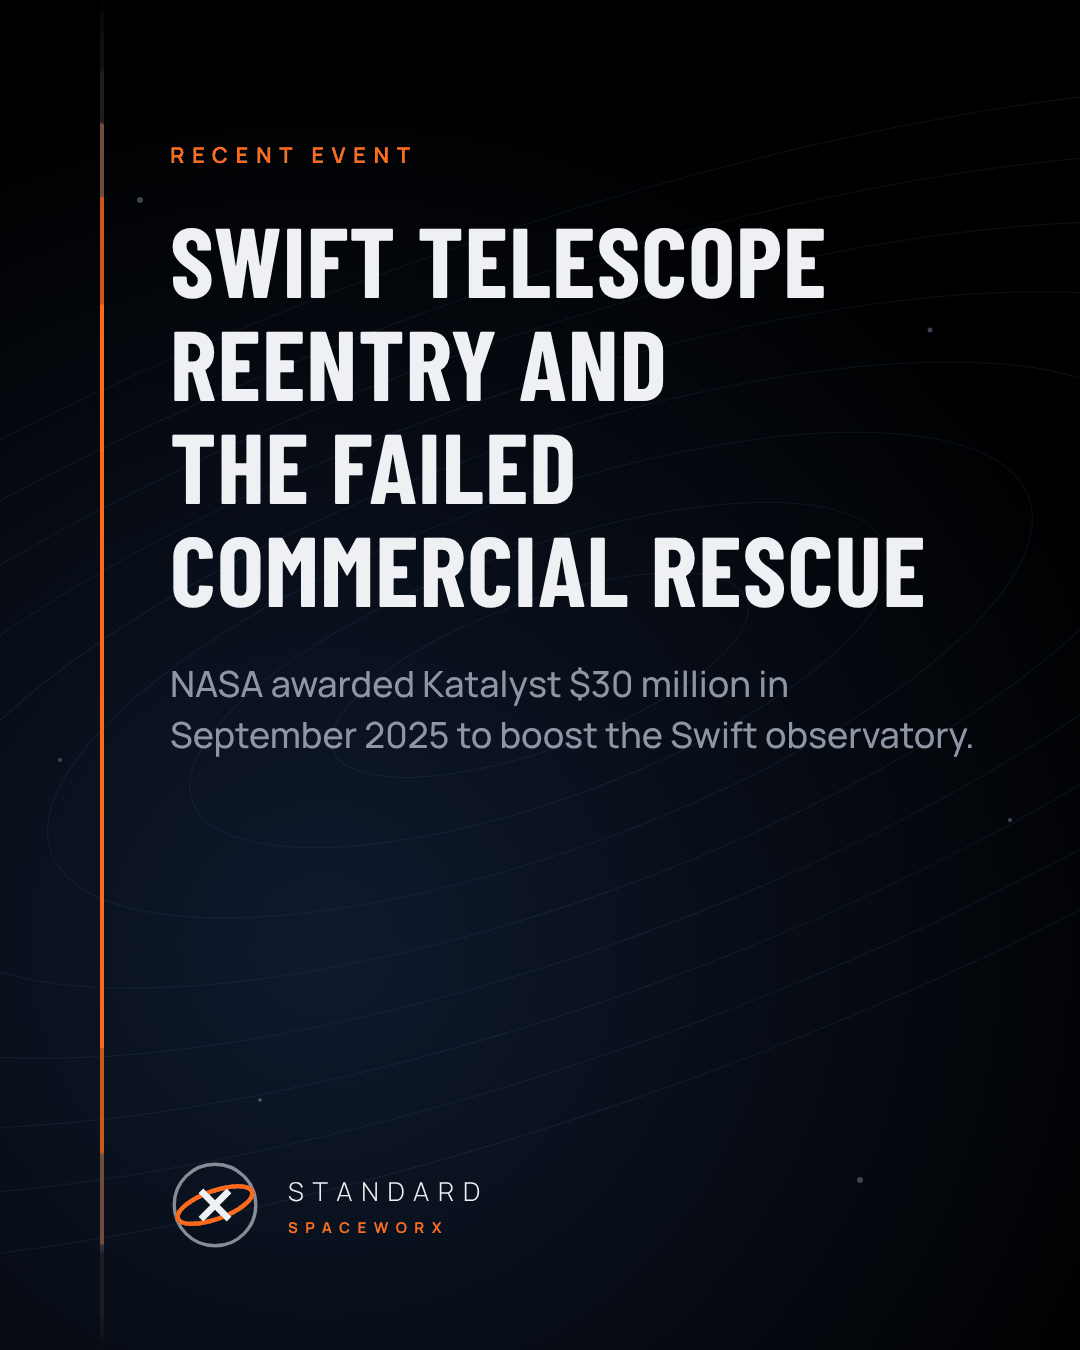 RECENT EVENT
SWIFT TELESCOPE
REENTRY AND
THE FAILED
COMMERCIAL RESCUE
NASA awarded Katalyst $30 million in
September 2025 to boost the Swift observatory.
STANDARD
SPACEWORX